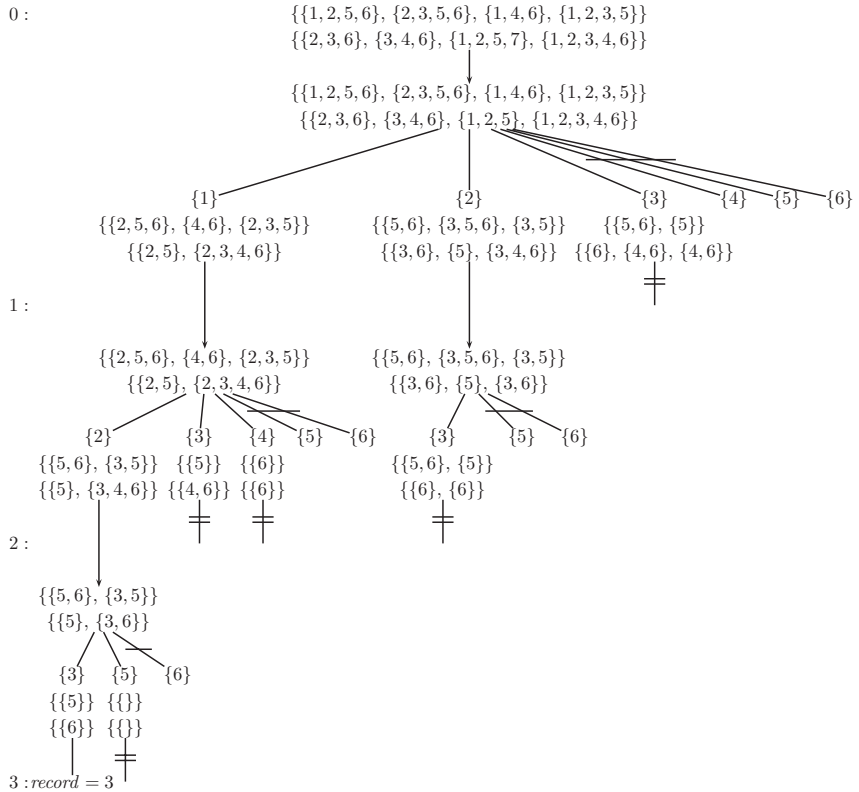 0 : {{1, 2, 5, 6}, {2, 3, 5, 6}, {1, 4, 6}, {1, 2, 3, 5}}
{{2, 3, 6}, {3, 4, 6}, {1, 2, 5, 7}, {1, 2, 3, 4, 6}}
{{1, 2, 5, 6}, {2, 3, 5, 6}, {1, 4, 6}, {1, 2, 3, 5}}
{{2, 3, 6}, {3, 4, 6}, {1, 2, 5}, {1, 2, 3, 4, 6}}
{1} {2} {3} {4} {5} {6}
{{2, 5, 6}, {4, 6}, {2, 3, 5}} {{5, 6}, {3, 5, 6}, {3, 5}} {{5, 6}, {5}}
{{2, 5}, {2, 3, 4, 6}} {{3, 6}, {5}, {3, 4, 6}} {{6}, {4, 6}, {4, 6}}
1 :
{{2, 5, 6}, {4, 6}, {2, 3, 5}} {{5, 6}, {3, 5, 6}, {3, 5}}
{{2, 5}, {2, 3, 4, 6}} {{3, 6}, {5}, {3, 6}}
{2} {3} {4} {5} {6} {3} {5} {6}
{{5, 6}, {3, 5}} {{5}} {{6}} {{5, 6}, {5}}
{{5}, {3, 4, 6}} {{4, 6}} {{6}} {{6}, {6}}
2 :
{{5, 6}, {3, 5}}
{{5}, {3, 6}}
{3} {5} {6}
{{5}} {{}}
{{6}} {{}}
3 : record = 3